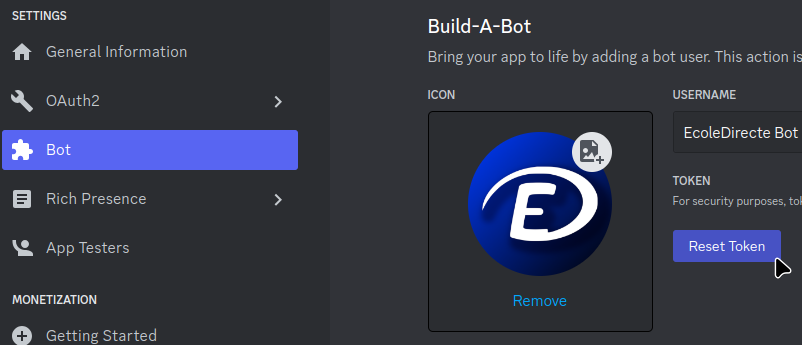 SETTINGS
General Information
OAuth2
Bot
Rich Presence
App Testers
MONETIZATION
Getting Started
Build-A-Bot
Bring your app to life by adding a bot user. This action is
ICON
E
Remove
USERNAME
EcoleDirecte Bot
TOKEN
For security purposes, tok
Reset Token